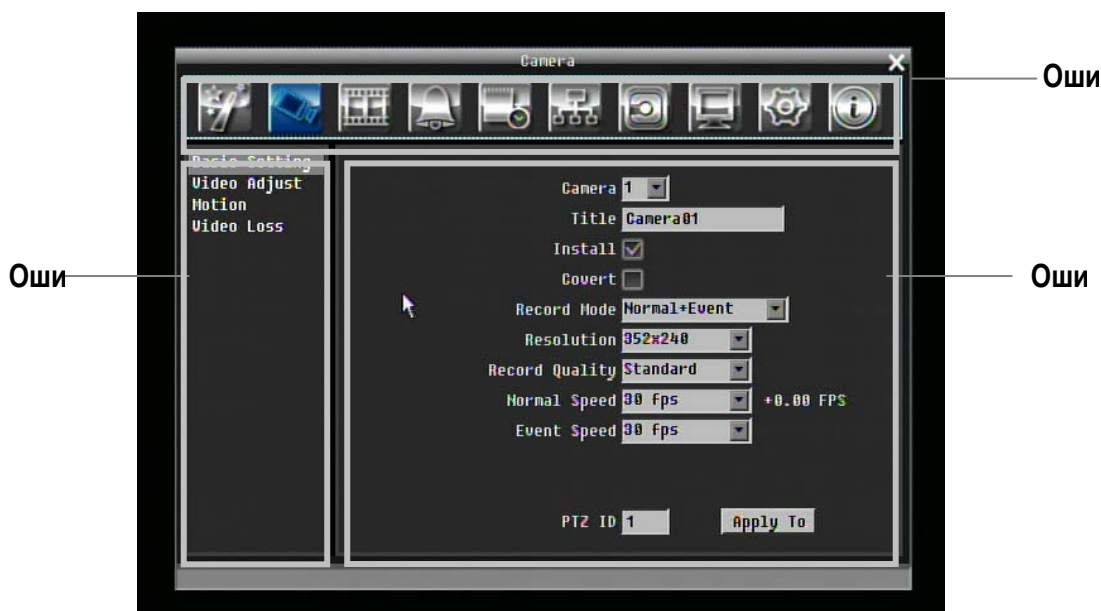 Camera
Оши
Basic Setting
Video Adjust
Motion
Video Loss
Оши
Оши
Camera 1
Title Camera01
Install
Covert
Record Mode Normal+Event
Resolution 352x240
Record Quality Standard
Normal Speed 30 fps +0.00 FPS
Event Speed 30 fps
PTZ ID 1 Apply To